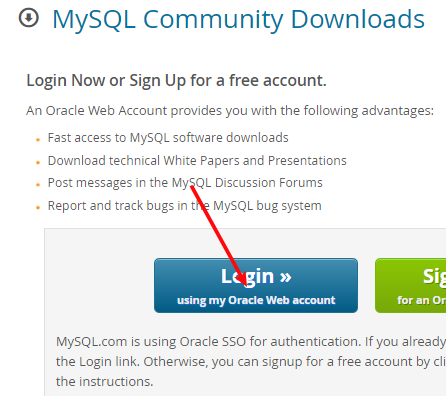 MySQL Community Downloads
Login Now or Sign Up for a free account.
An Oracle Web Account provides you with the following advantages:
Fast access to MySQL software downloads
Download technical White Papers and Presentations
Post messages in the MySQL Discussion Forums
Report and track bugs in the MySQL bug system
Login »
using my Oracle Web account
Sig
for an Or
MySQL.com is using Oracle SSO for authentication. If you already
the Login link. Otherwise, you can signup for a free account by cli
the instructions.